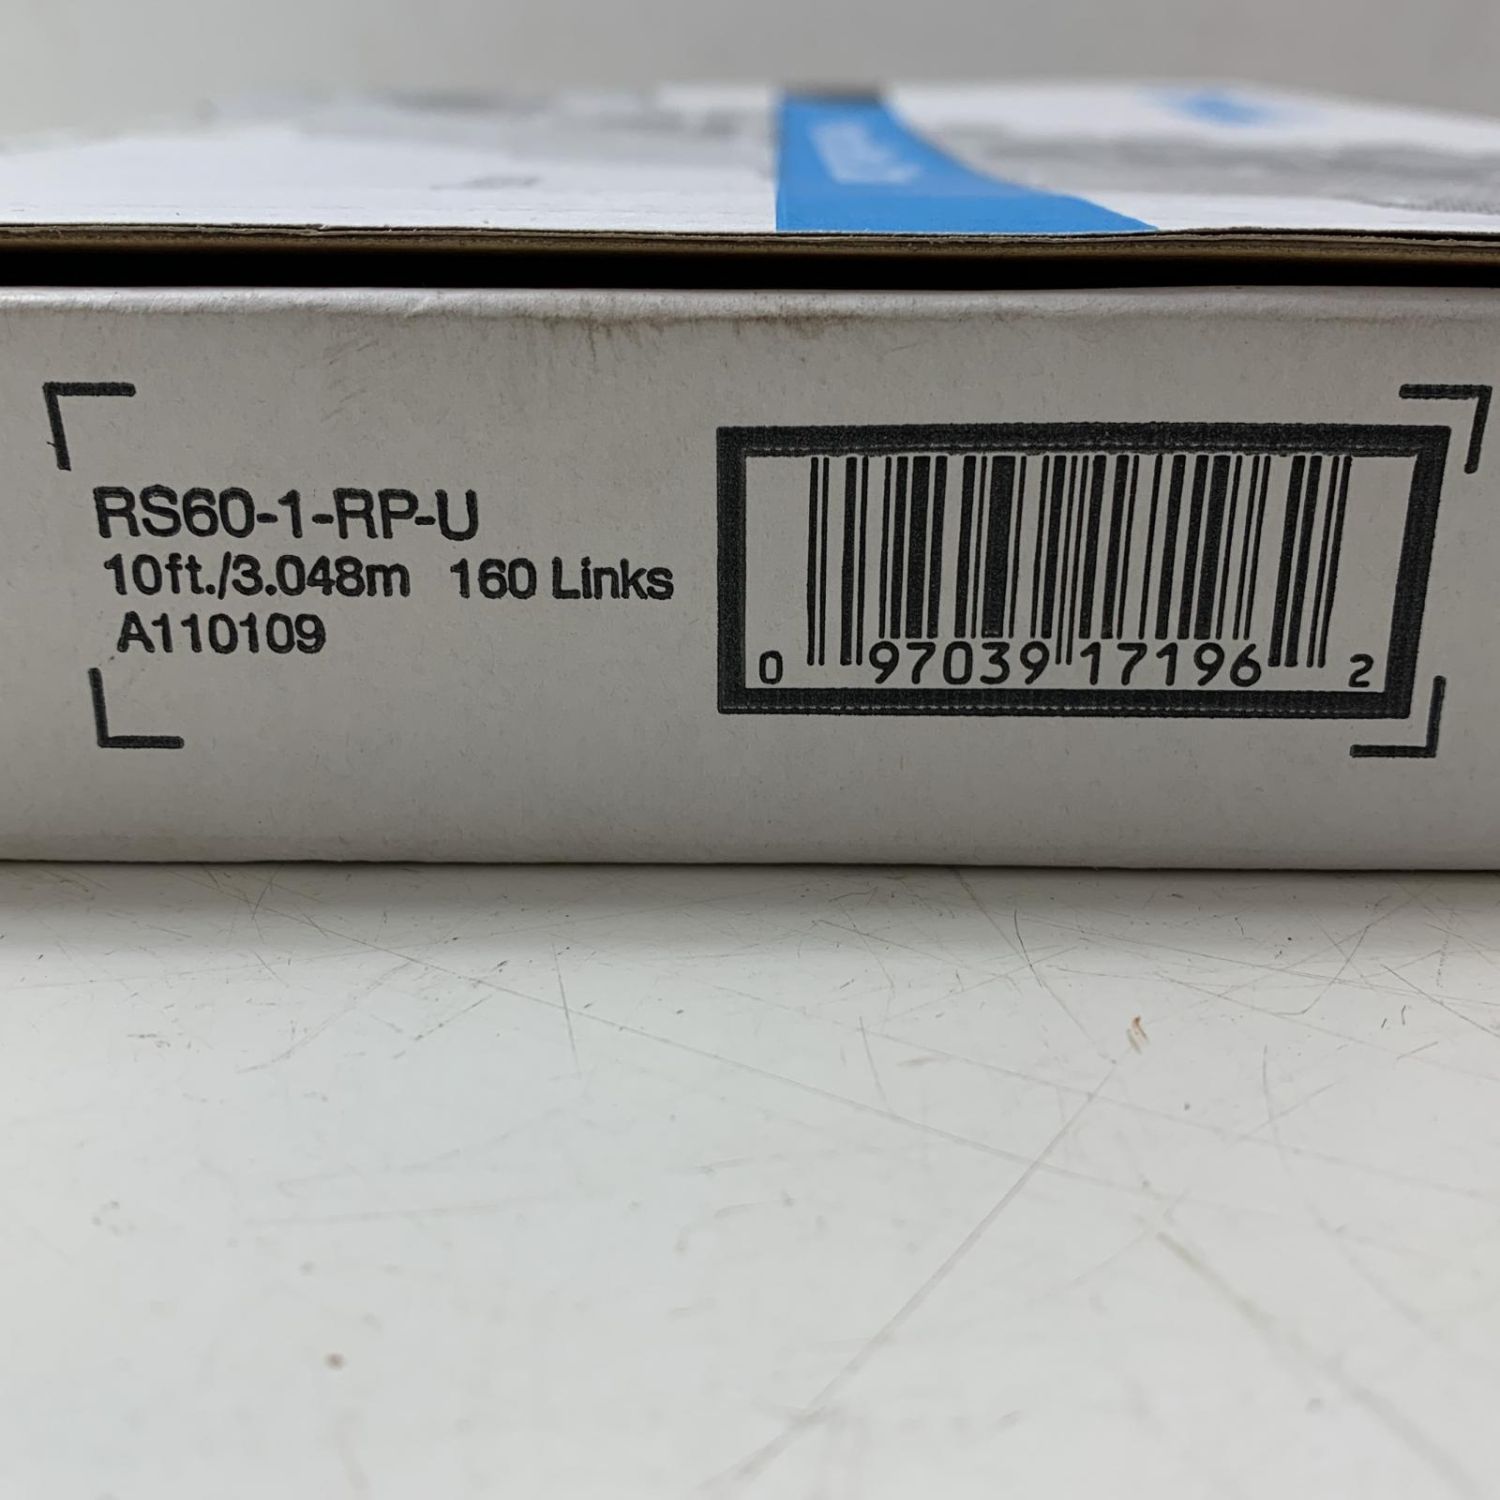 RS60-1-RP-U
10ft./3.048m 160 Links
A110109
0 97039 17196 2